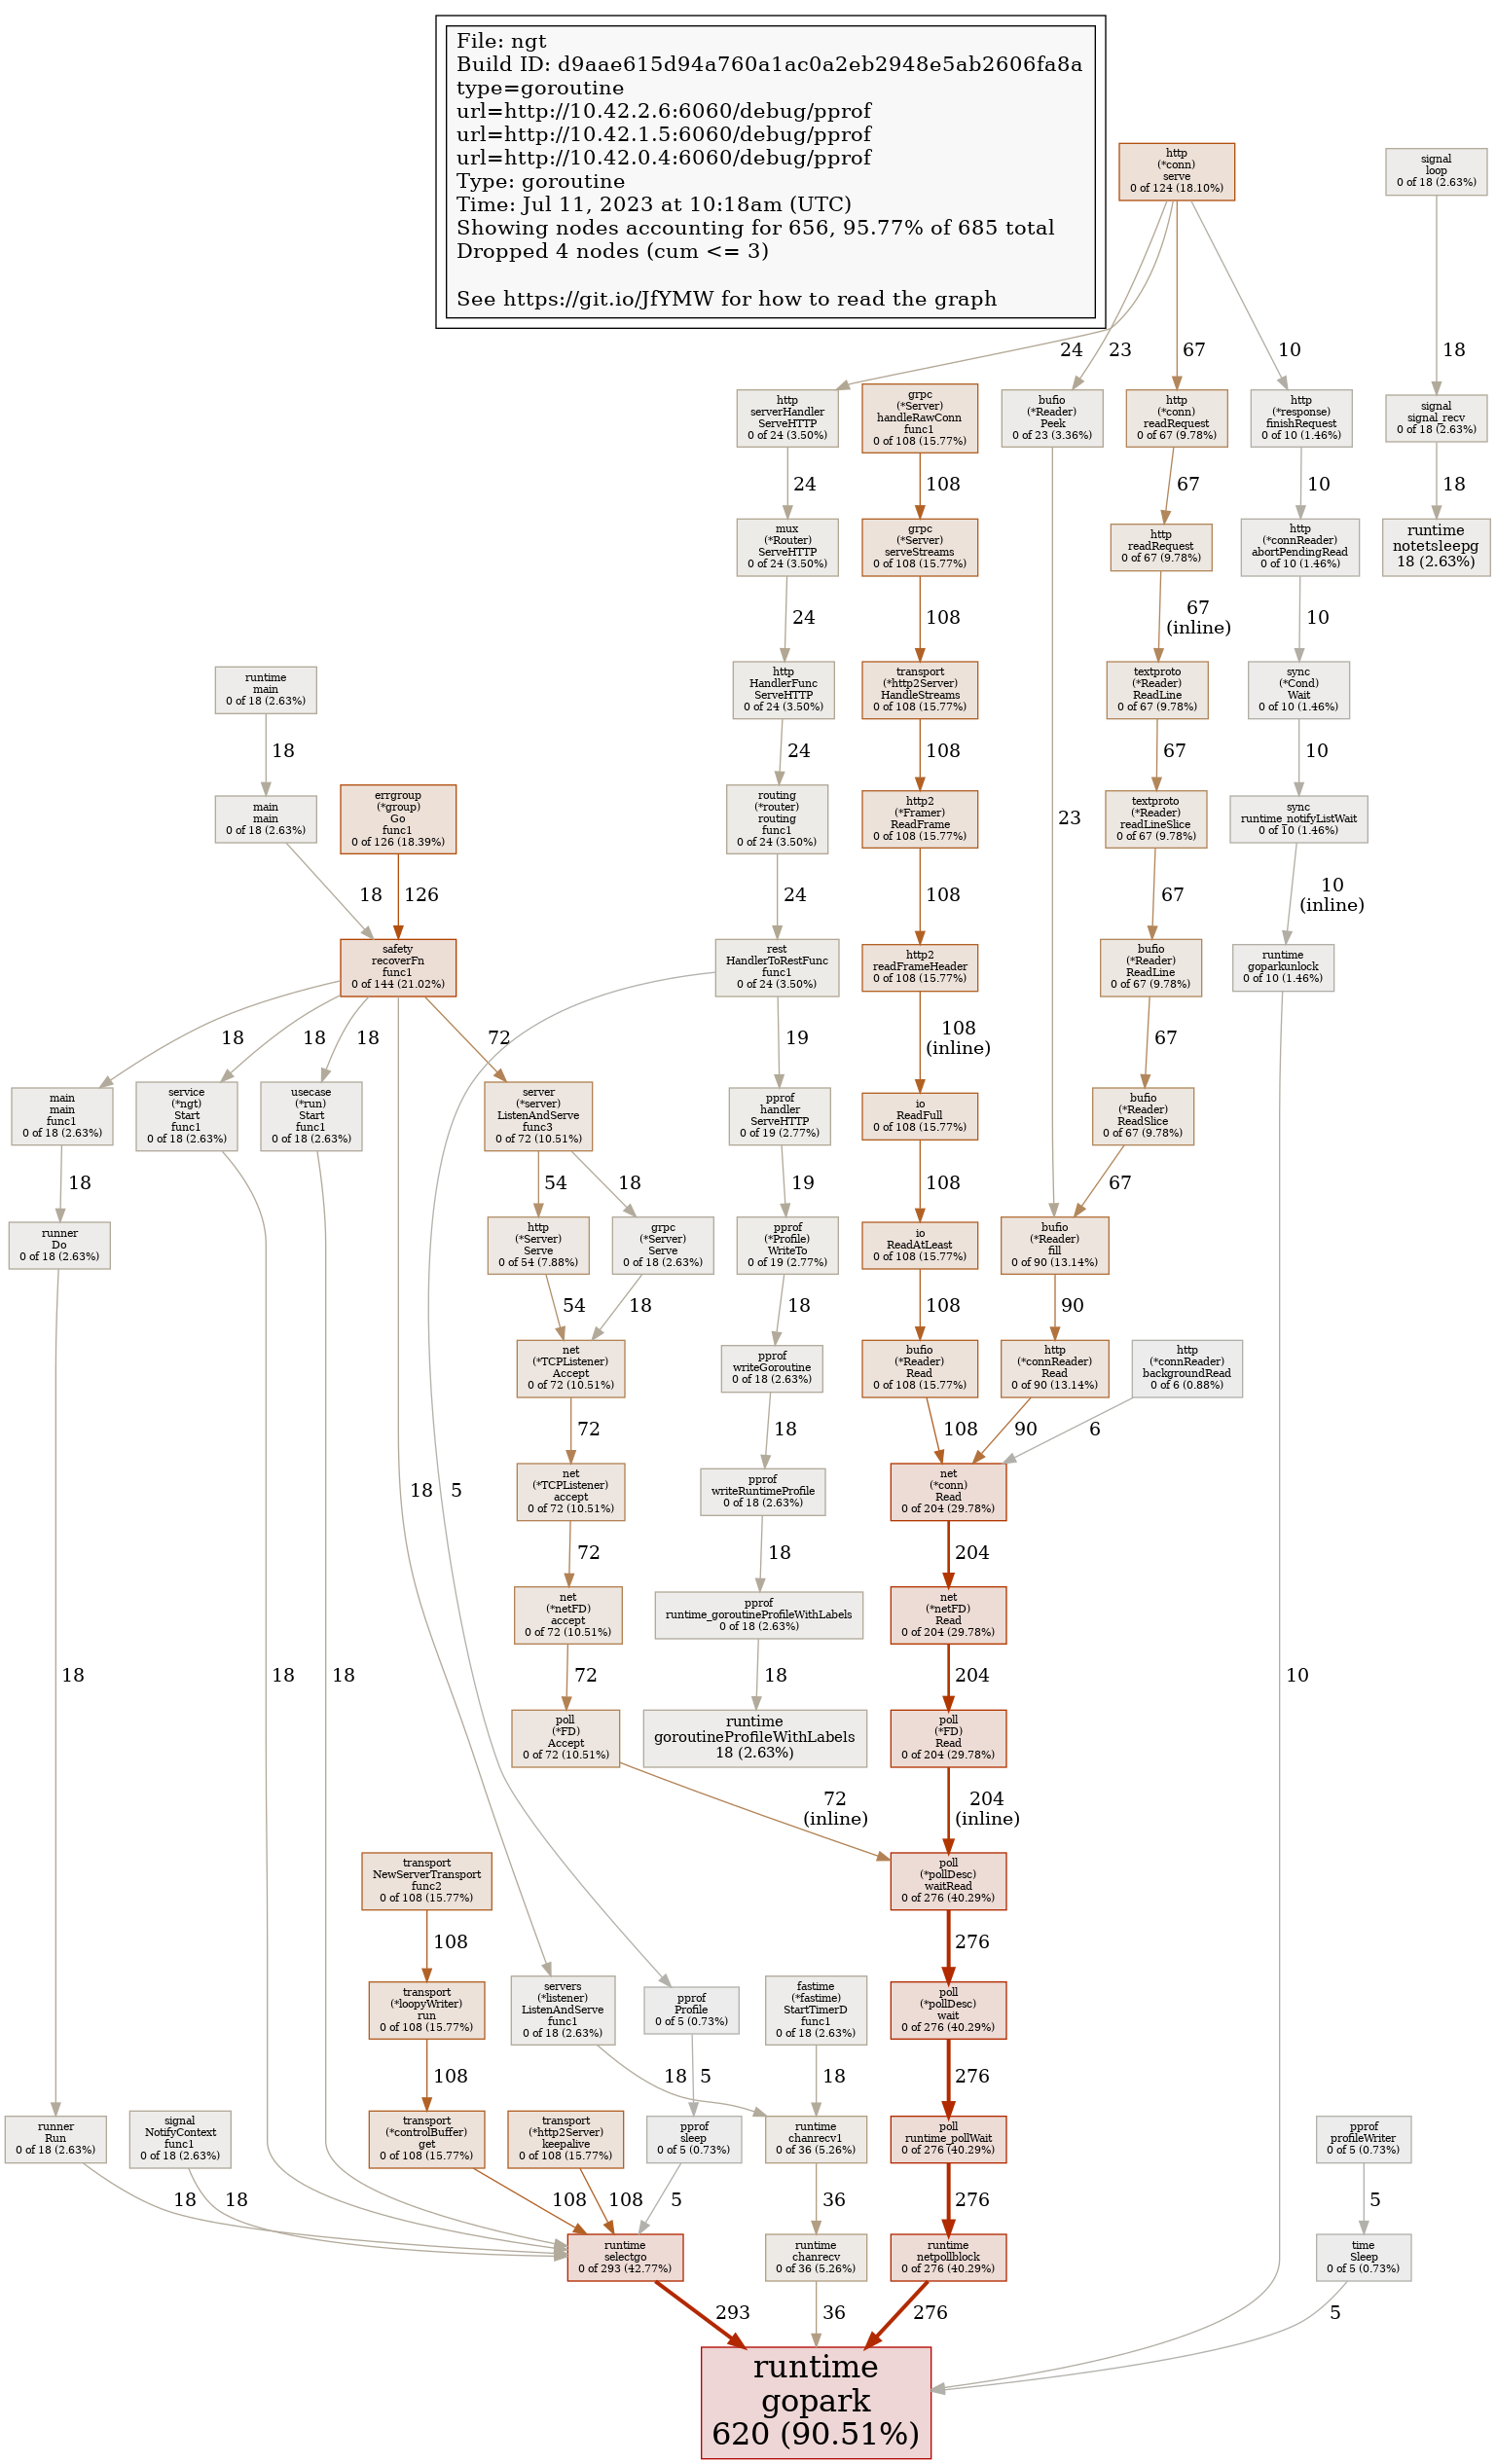 File: ngt
Build ID: d9aae615d94a760a1ac0a2eb2948e5ab2606fa8a
type=goroutine
url=http://10.42.2.6:6060/debug/pprof
url=http://10.42.1.5:6060/debug/pprof
url=http://10.42.0.4:6060/debug/pprof
Type: goroutine
Time: Jul 11, 2023 at 10:18am (UTC)
Showing nodes accounting for 656, 95.77% of 685 total
Dropped 4 nodes (cum <= 3)
See https://git.io/JfYMW for how to read the graph
http
(*conn)
serve
0 of 124 (18.10%)
signal
loop
0 of 18 (2.63%)
24
23
67
10
18
http
serverHandler
ServeHTTP
0 of 24 (3.50%)
grpc
(*Server)
handleRawConn
func1
0 of 108 (15.77%)
bufio
(*Reader)
Peek
0 of 23 (3.36%)
http
(*conn)
readRequest
0 of 67 (9.78%)
http
(*response)
finishRequest
0 of 10 (1.46%)
signal
signal_recv
0 of 18 (2.63%)
24
108
67
10
18
mux
(*Router)
ServeHTTP
0 of 24 (3.50%)
grpc
(*Server)
serveStreams
0 of 108 (15.77%)
http
readRequest
0 of 67 (9.78%)
http
(*connReader)
abortPendingRead
0 of 10 (1.46%)
runtime
notetsleepg
18 (2.63%)
24
108
67
(inline)
10
runtime
main
0 of 18 (2.63%)
http
HandlerFunc
ServeHTTP
0 of 24 (3.50%)
transport
(*http2Server)
HandleStreams
0 of 108 (15.77%)
textproto
(*Reader)
ReadLine
0 of 67 (9.78%)
sync
(*Cond)
Wait
0 of 10 (1.46%)
18
24
108
67
10
main
main
0 of 18 (2.63%)
errgroup
(*group)
Go
func1
0 of 126 (18.39%)
routing
(*router)
routing
func1
0 of 24 (3.50%)
http2
(*Framer)
ReadFrame
0 of 108 (15.77%)
23
textproto
(*Reader)
readLineSlice
0 of 67 (9.78%)
sync
runtime_notifyListWait
0 of 10 (1.46%)
18
126
24
108
67
10
(inline)
safety
recoverFn
func1
0 of 144 (21.02%)
rest
HandlerToRestFunc
func1
0 of 24 (3.50%)
http2
readFrameHeader
0 of 108 (15.77%)
bufio
(*Reader)
ReadLine
0 of 67 (9.78%)
runtime
goparkunlock
0 of 10 (1.46%)
18
18
18
72
19
108
(inline)
67
main
main
func1
0 of 18 (2.63%)
service
(*ngt)
Start
func1
0 of 18 (2.63%)
usecase
(*run)
Start
func1
0 of 18 (2.63%)
server
(*server)
ListenAndServe
func3
0 of 72 (10.51%)
pprof
handler
ServeHTTP
0 of 19 (2.77%)
io
ReadFull
0 of 108 (15.77%)
bufio
(*Reader)
ReadSlice
0 of 67 (9.78%)
18
54
18
19
108
67
runner
Do
0 of 18 (2.63%)
http
(*Server)
Serve
0 of 54 (7.88%)
grpc
(*Server)
Serve
0 of 18 (2.63%)
pprof
(*Profile)
WriteTo
0 of 19 (2.77%)
io
ReadAtLeast
0 of 108 (15.77%)
bufio
(*Reader)
fill
0 of 90 (13.14%)
54
18
18
108
90
net
(*TCPListener)
Accept
0 of 72 (10.51%)
pprof
writeGoroutine
0 of 18 (2.63%)
bufio
(*Reader)
Read
0 of 108 (15.77%)
http
(*connReader)
Read
0 of 90 (13.14%)
http
(*connReader)
backgroundRead
0 of 6 (0.88%)
72
18
108
90
6
18
5
net
(*TCPListener)
accept
0 of 72 (10.51%)
pprof
writeRuntimeProfile
0 of 18 (2.63%)
net
(*conn)
Read
0 of 204 (29.78%)
72
18
204
net
(*netFD)
accept
0 of 72 (10.51%)
pprof
runtime_goroutineProfileWithLabels
0 of 18 (2.63%)
net
(*netFD)
Read
0 of 204 (29.78%)
18
18
18
72
18
204
10
poll
(*FD)
Accept
0 of 72 (10.51%)
runtime
goroutineProfileWithLabels
18 (2.63%)
poll
(*FD)
Read
0 of 204 (29.78%)
72
(inline)
204
(inline)
transport
NewServerTransport
func2
0 of 108 (15.77%)
poll
(*pollDesc)
waitRead
0 of 276 (40.29%)
108
276
transport
(*loopyWriter)
run
0 of 108 (15.77%)
servers
(*listener)
ListenAndServe
func1
0 of 18 (2.63%)
pprof
Profile
0 of 5 (0.73%)
fastime
(*fastime)
StartTimerD
func1
0 of 18 (2.63%)
poll
(*pollDesc)
wait
0 of 276 (40.29%)
108
18
5
18
276
runner
Run
0 of 18 (2.63%)
signal
NotifyContext
func1
0 of 18 (2.63%)
transport
(*controlBuffer)
get
0 of 108 (15.77%)
transport
(*http2Server)
keepalive
0 of 108 (15.77%)
pprof
sleep
0 of 5 (0.73%)
runtime
chanrecv1
0 of 36 (5.26%)
poll
runtime_pollWait
0 of 276 (40.29%)
pprof
profileWriter
0 of 5 (0.73%)
18
18
108
108
5
36
276
5
runtime
selectgo
0 of 293 (42.77%)
runtime
chanrecv
0 of 36 (5.26%)
runtime
netpollblock
0 of 276 (40.29%)
time
Sleep
0 of 5 (0.73%)
293
36
276
5
runtime
gopark
620 (90.51%)